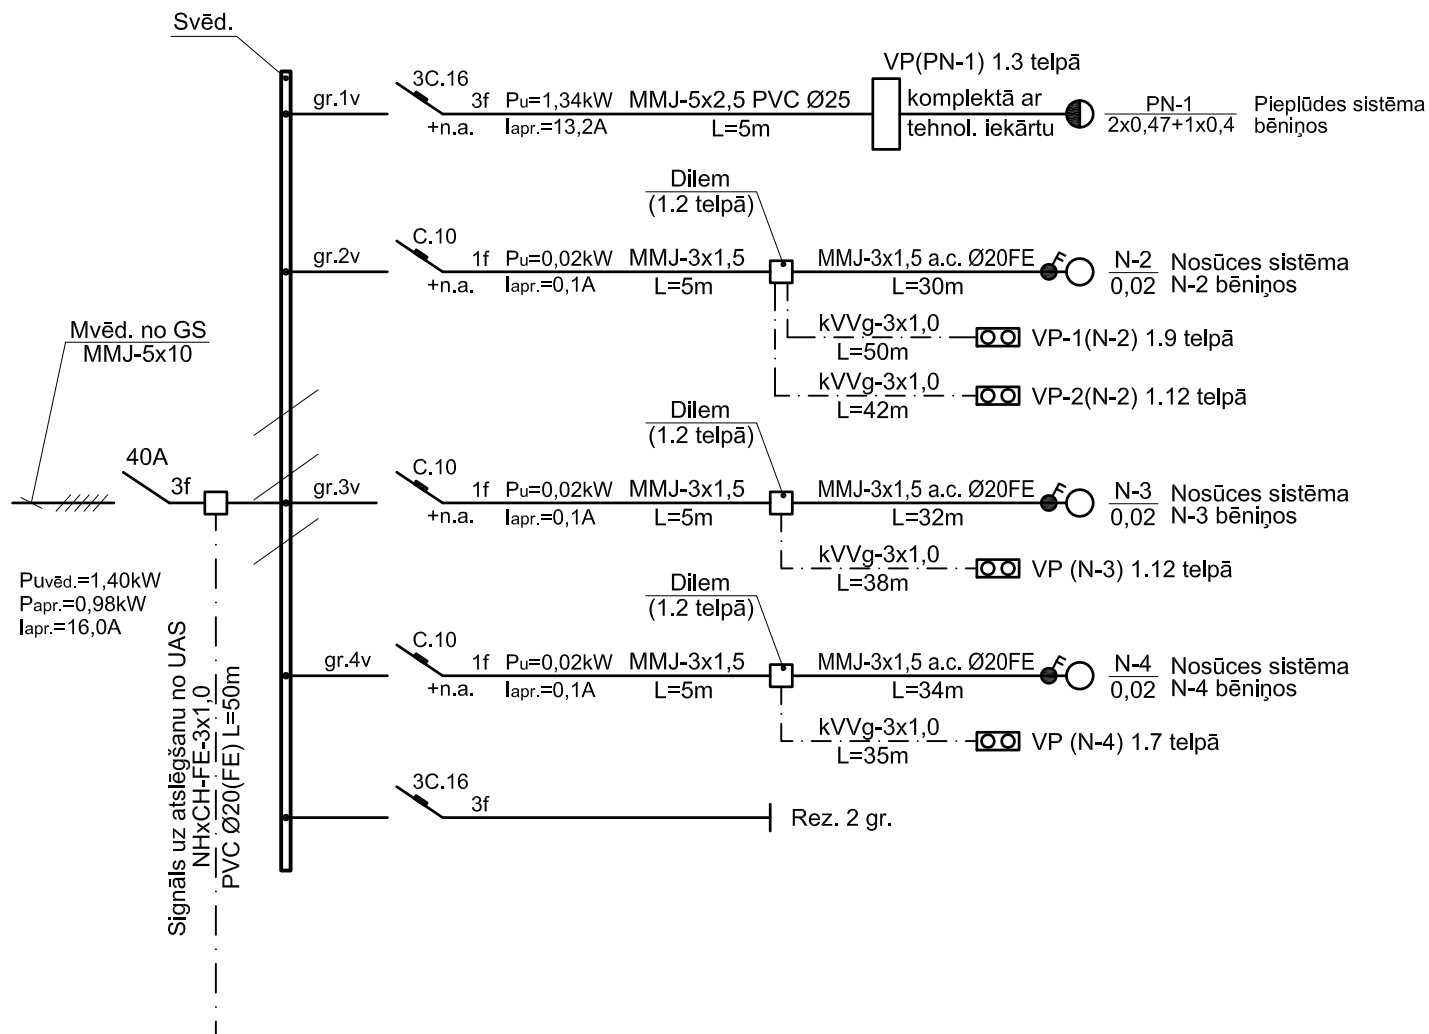 Svēd.
gr.1v
3C.16
3f
+n.a.
Pu=1,34kW
Iapr.=13,2A
MMJ-5x2,5 PVC Ø25
L=5m
VP(PN-1) 1.3 telpā
komplektā ar
tehnol. iekārtu
PN-1
2x0,47+1x0,4
Pieplūdes sistēma
bēniņos
Dilem
(1.2 telpā)
gr.2v
C.10
1f
+n.a.
Pu=0,02kW
Iapr.=0,1A
MMJ-3x1,5
L=5m
MMJ-3x1,5 a.c. Ø20FE
L=30m
N-2
0,02
Nosūces sistēma
N-2 bēniņos
kVVg-3x1,0
L=50m
VP-1(N-2) 1.9 telpā
kVVg-3x1,0
L=42m
VP-2(N-2) 1.12 telpā
Mvēd. no GS
MMJ-5x10
40A
3f
Puvēd.=1,40kW
Papr.=0,98kW
Iapr.=16,0A
Dilem
(1.2 telpā)
gr.3v
C.10
1f
+n.a.
Pu=0,02kW
Iapr.=0,1A
MMJ-3x1,5
L=5m
MMJ-3x1,5 a.c. Ø20FE
L=32m
N-3
0,02
Nosūces sistēma
N-3 bēniņos
kVVg-3x1,0
L=38m
VP (N-3) 1.12 telpā
Dilem
(1.2 telpā)
gr.4v
C.10
1f
+n.a.
Pu=0,02kW
Iapr.=0,1A
MMJ-3x1,5
L=5m
MMJ-3x1,5 a.c. Ø20FE
L=34m
N-4
0,02
Nosūces sistēma
N-4 bēniņos
kVVg-3x1,0
L=35m
VP (N-4) 1.7 telpā
3C.16
3f
Rez. 2 gr.
Signāls uz atslēgšanu no UAS
NHxCH-FE-3x1,0
PVC Ø20(FE) L=50m